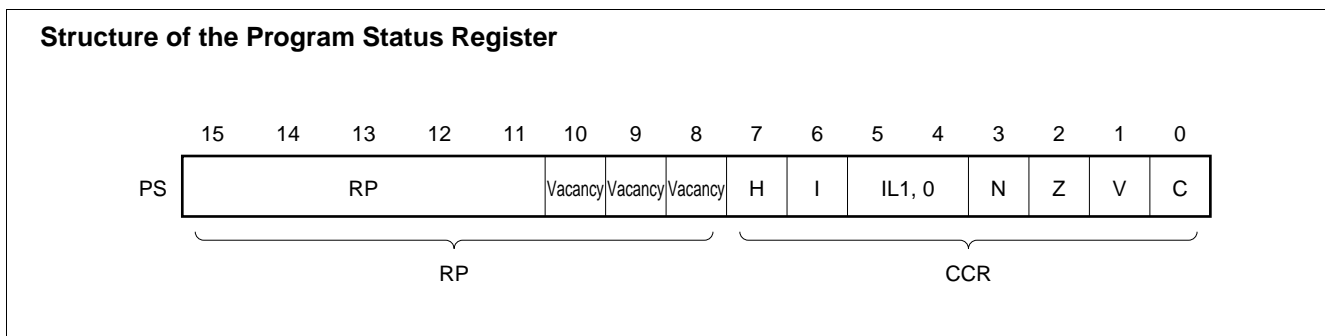 Structure of the Program Status Register
15 14 13 12 11 10 9 8 7 6 5 4 3 2 1 0
PS RP Vacancy Vacancy Vacancy H I IL1, 0 N Z V C
RP CCR